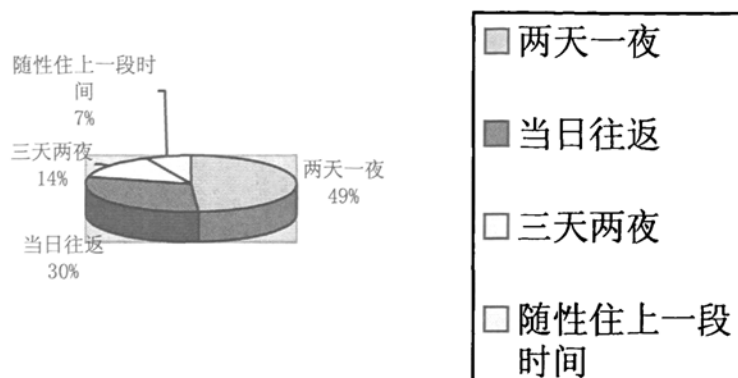 随性住上一段时
间
7%
三天两夜
14%
两天一夜
49%
当日往返
30%
两天一夜
当日往返
三天两夜
随性住上一段
时间